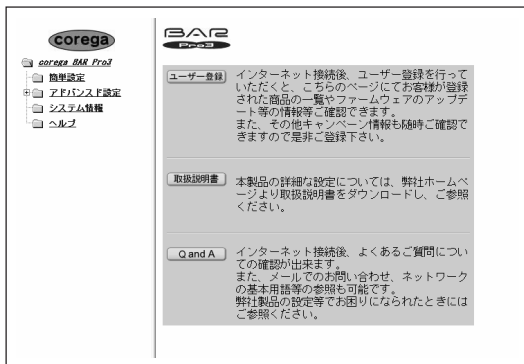 corega
corega BAR Pro3
簡単設定
アドバンスド設定
システム情報
ヘルプ
BAR
Pro3
ユーザー登録
インターネット接続後、ユーザー登録を行って
いただくと、こちらのページにてお客様が登録
された商品の一覧やファームウェアのアップデ
ート等の情報等ご確認できます。
また、その他キャンペーン情報も随時ご確認で
きますので是非ご登録下さい。
取扱説明書
本製品の詳細な設定については、弊社ホームペ
ージより取扱説明書をダウンロードし、ご参照
ください。
Q and A
インターネット接続後、よくあるご質問につい
ての確認が出来ます。
また、メールでのお問い合わせ、ネットワーク
の基本用語等の参照も可能です。
弊社製品の設定等でお困りになられたときには
ご参照ください。